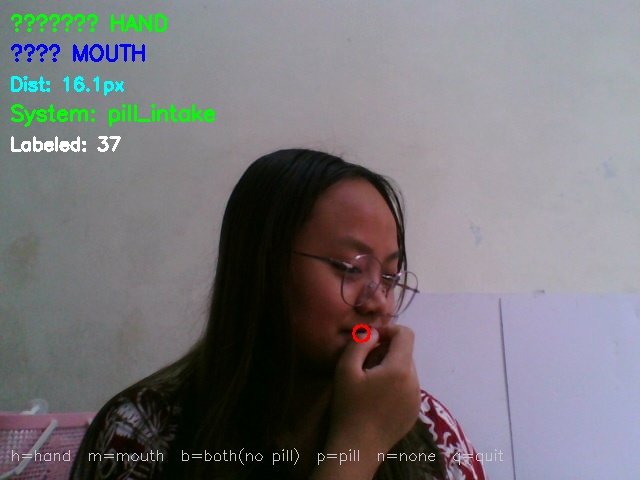 ??????? HAND
???? MOUTH
Dist: 16.1px
System: pill_intake
Labeled: 37
h=hand m=mouth b=both(no pill) p=pill n=none q=quit